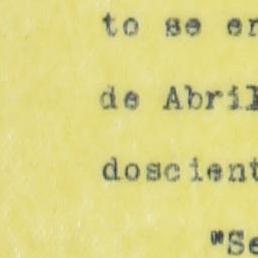 to se en
de Abril
doscient
"Se